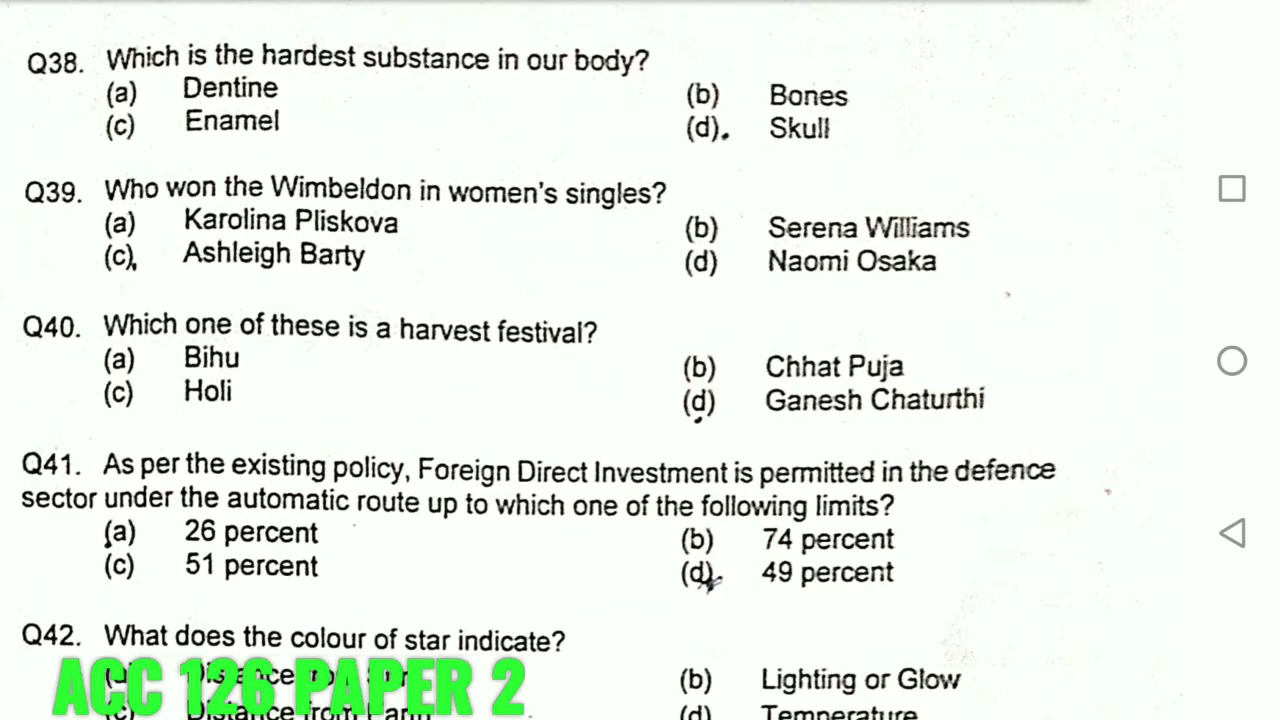 Q38. Which is the hardest substance in our body?
(a) Dentine (b) Bones
(c) Enamel (d). Skull
Q39. Who won the Wimbeldon in women's singles?
(a) Karolina Pliskova (b) Serena Williams
(c), Ashleigh Barty (d) Naomi Osaka
Q40. Which one of these is a harvest festival?
(a) Bihu (b) Chhat Puja
(c) Holi (d) Ganesh Chaturthi
Q41. As per the existing policy, Foreign Direct Investment is permitted in the defence
sector under the automatic route up to which one of the following limits?
(a) 26 percent (b) 74 percent
(c) 51 percent (d) 49 percent
Q42. What does the colour of star indicate?
(b) Lighting or Glow
(c) Distance from (d) Temperature
ACC 126 PAPER 2